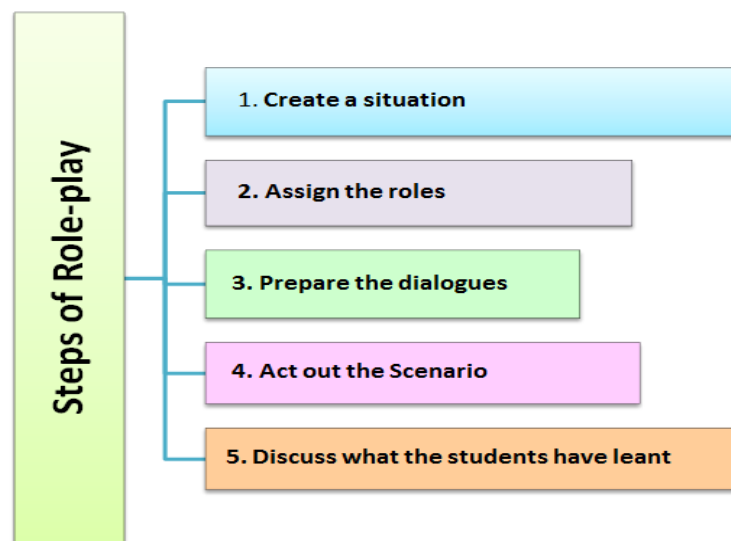 Steps of Role-play
1. Create a situation
2. Assign the roles
3. Prepare the dialogues
4. Act out the Scenario
5. Discuss what the students have leant